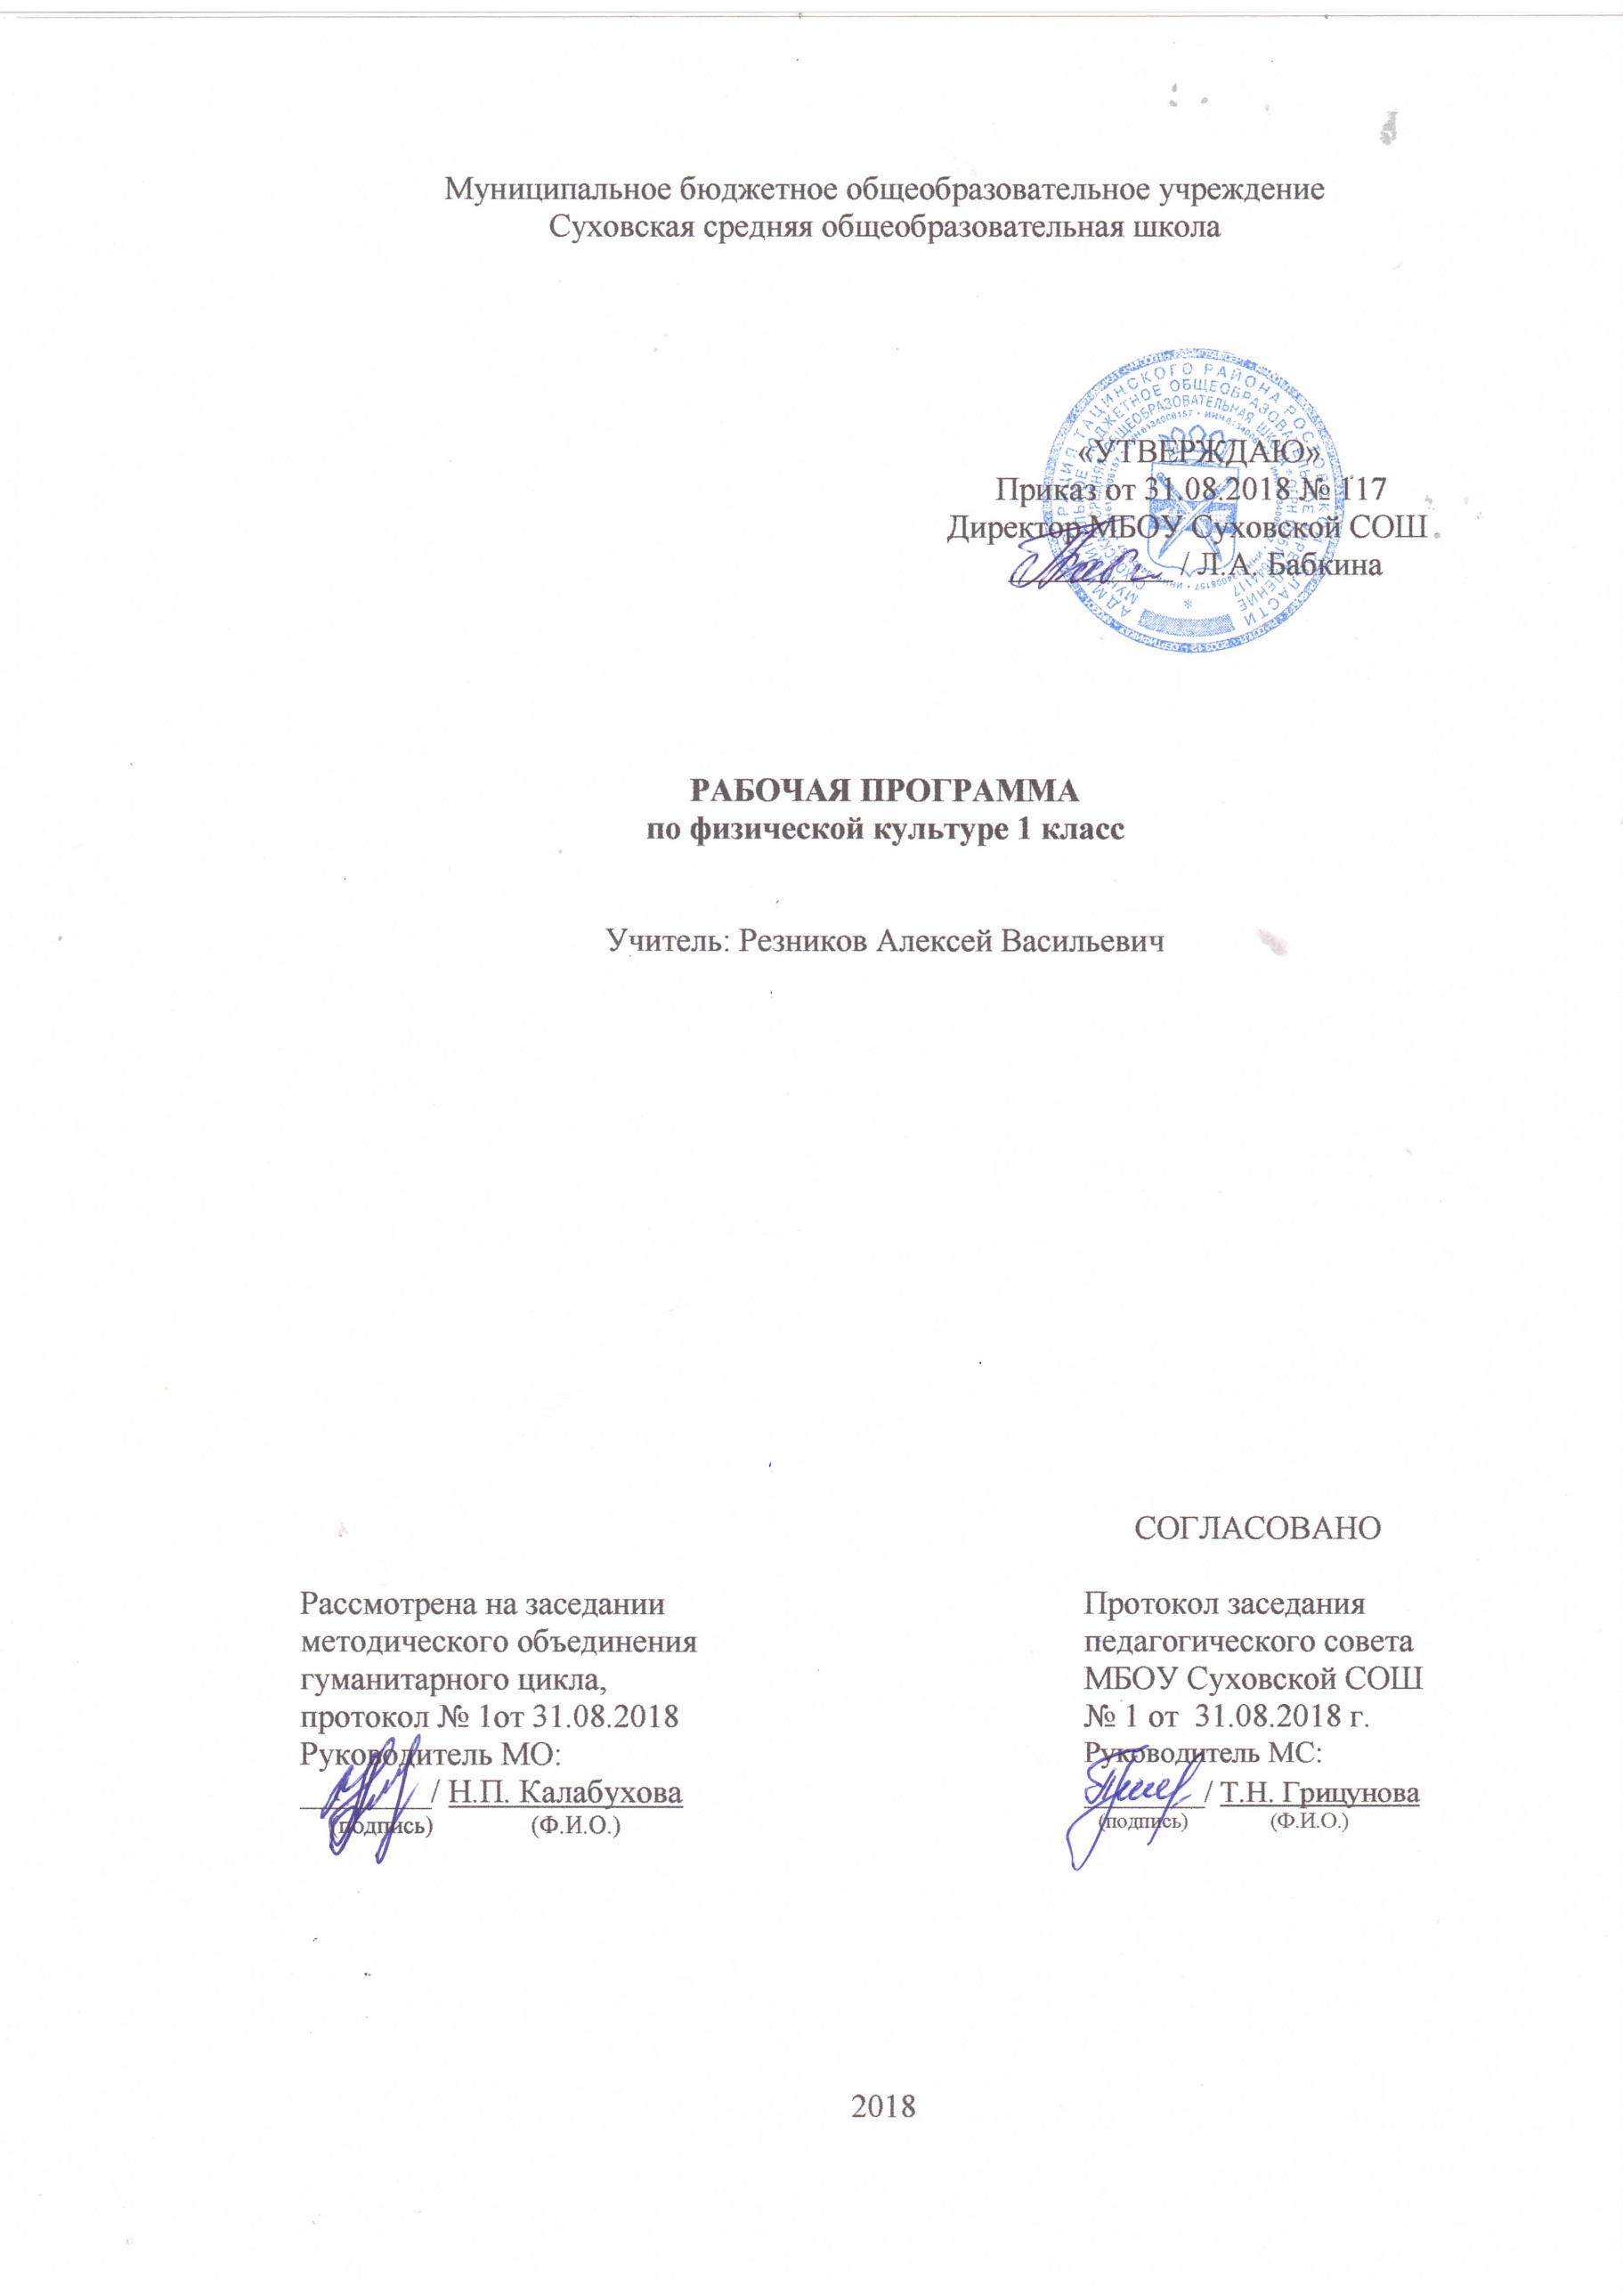 Муниципальное бюджетное общеобразовательное учреждение
Суховская средняя общеобразовательная школа
«УТВЕРЖДАЮ»
Приказ от 31.08.2018 № 117
Директор МБОУ Суховской СОШ
/ Л.А. Бабкина
РАБОЧАЯ ПРОГРАММА
по физической культуре 1 класс
Учитель: Резников Алексей Васильевич
Рассмотрена на заседании
методического объединения
гуманитарного цикла,
протокол № 1от 31.08.2018
Руководитель МО:
/ Н.П. Калабухова
(подпись) (Ф.И.О.)
СОГЛАСОВАНО
Протокол заседания
педагогического совета
МБОУ Суховской СОШ
№ 1 от 31.08.2018 г.
Руководитель МС:
/ Т.Н. Грицунова
(подпись) (Ф.И.О.)
2018